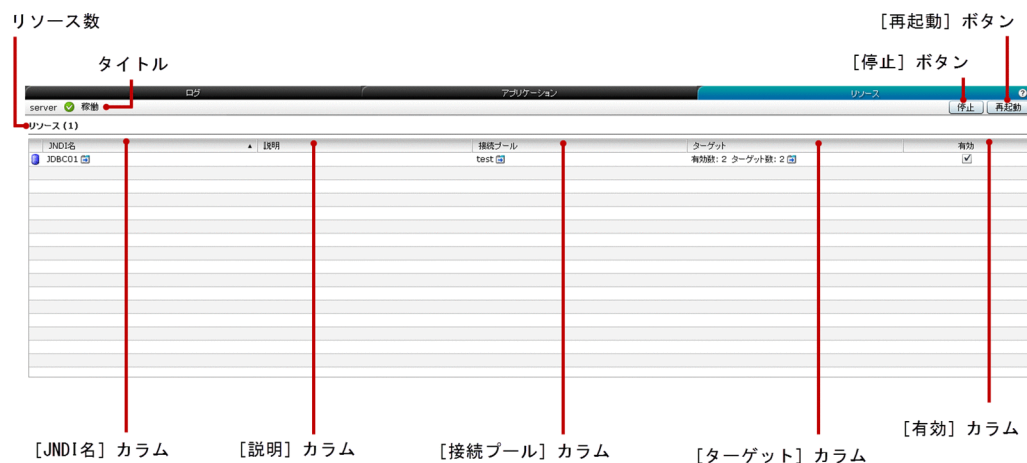 リソース数
[再起動] ボタン
タイトル
[停止] ボタン
ログ
アプリケーション
リソース
?
server 稼働
停止
再起動
リソース (1)
JNDI名 ▲ 説明 接続プール ターゲット 有効
JDBC01 test 有効数: 2 ターゲット数: 2
[有効] カラム
[JNDI名] カラム
[説明] カラム
[接続プール] カラム
[ターゲット] カラム